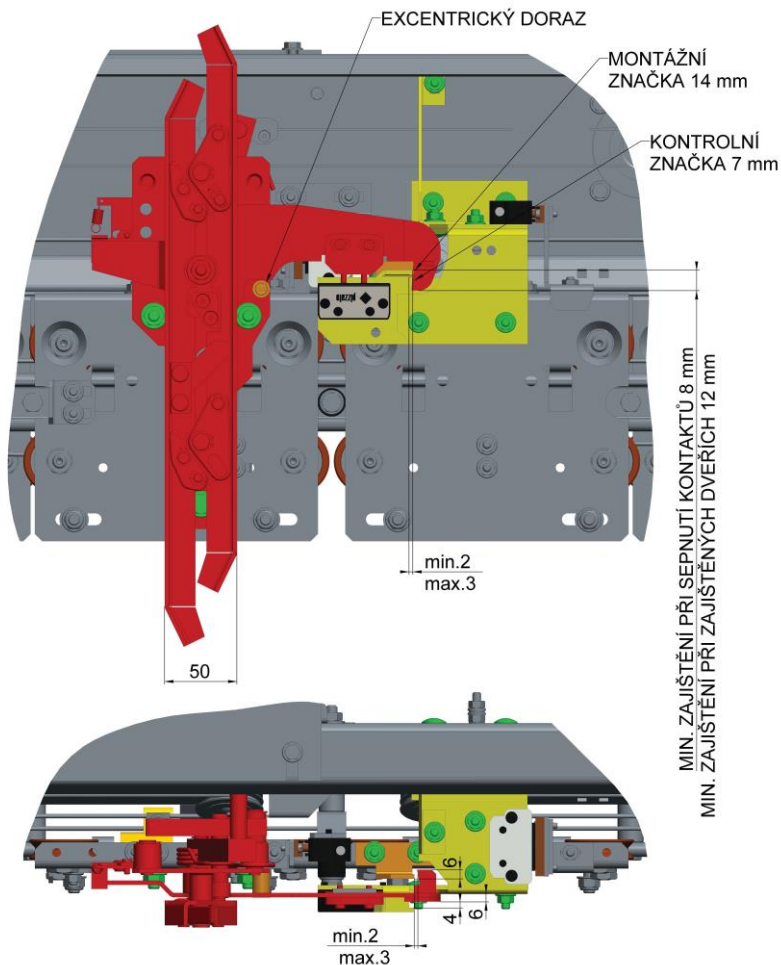 EXCENTRICKÝ DORAZ
MONTÁŽNÍ
ZNAČKA 14 mm
KONTROLNÍ
ZNAČKA 7 mm
pizzato
MIN. ZAJIŠTĚNÍ PŘI SEPNUTÍ KONTAKTŮ 8 mm
MIN. ZAJIŠTĚNÍ PŘI ZAJIŠTĚNÝCH DVEŘÍCH 12 mm
min.2
max.3
50
6
4
6
min.2
max.3